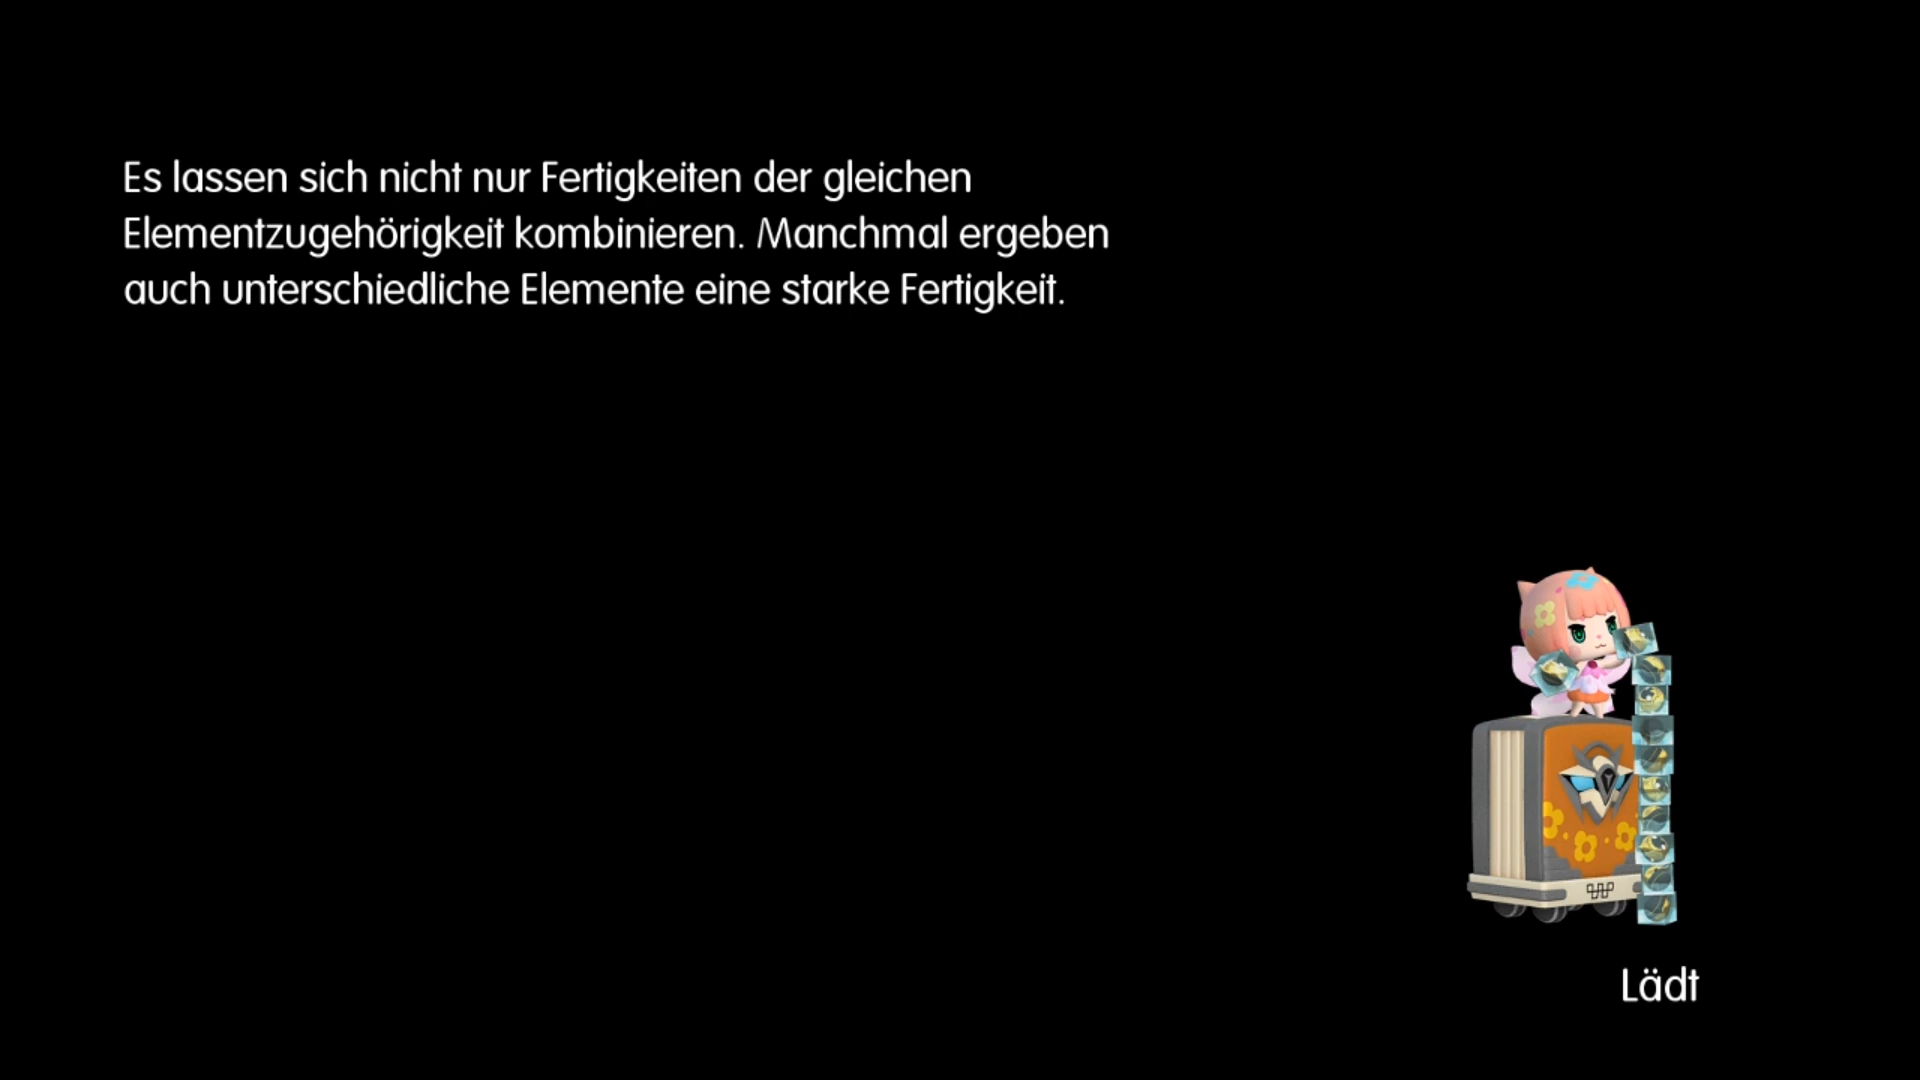 Es lassen sich nicht nur Fertigkeiten der gleichen
Elementzugehörigkeit kombinieren. Manchmal ergeben
auch unterschiedliche Elemente eine starke Fertigkeit.
Lädt